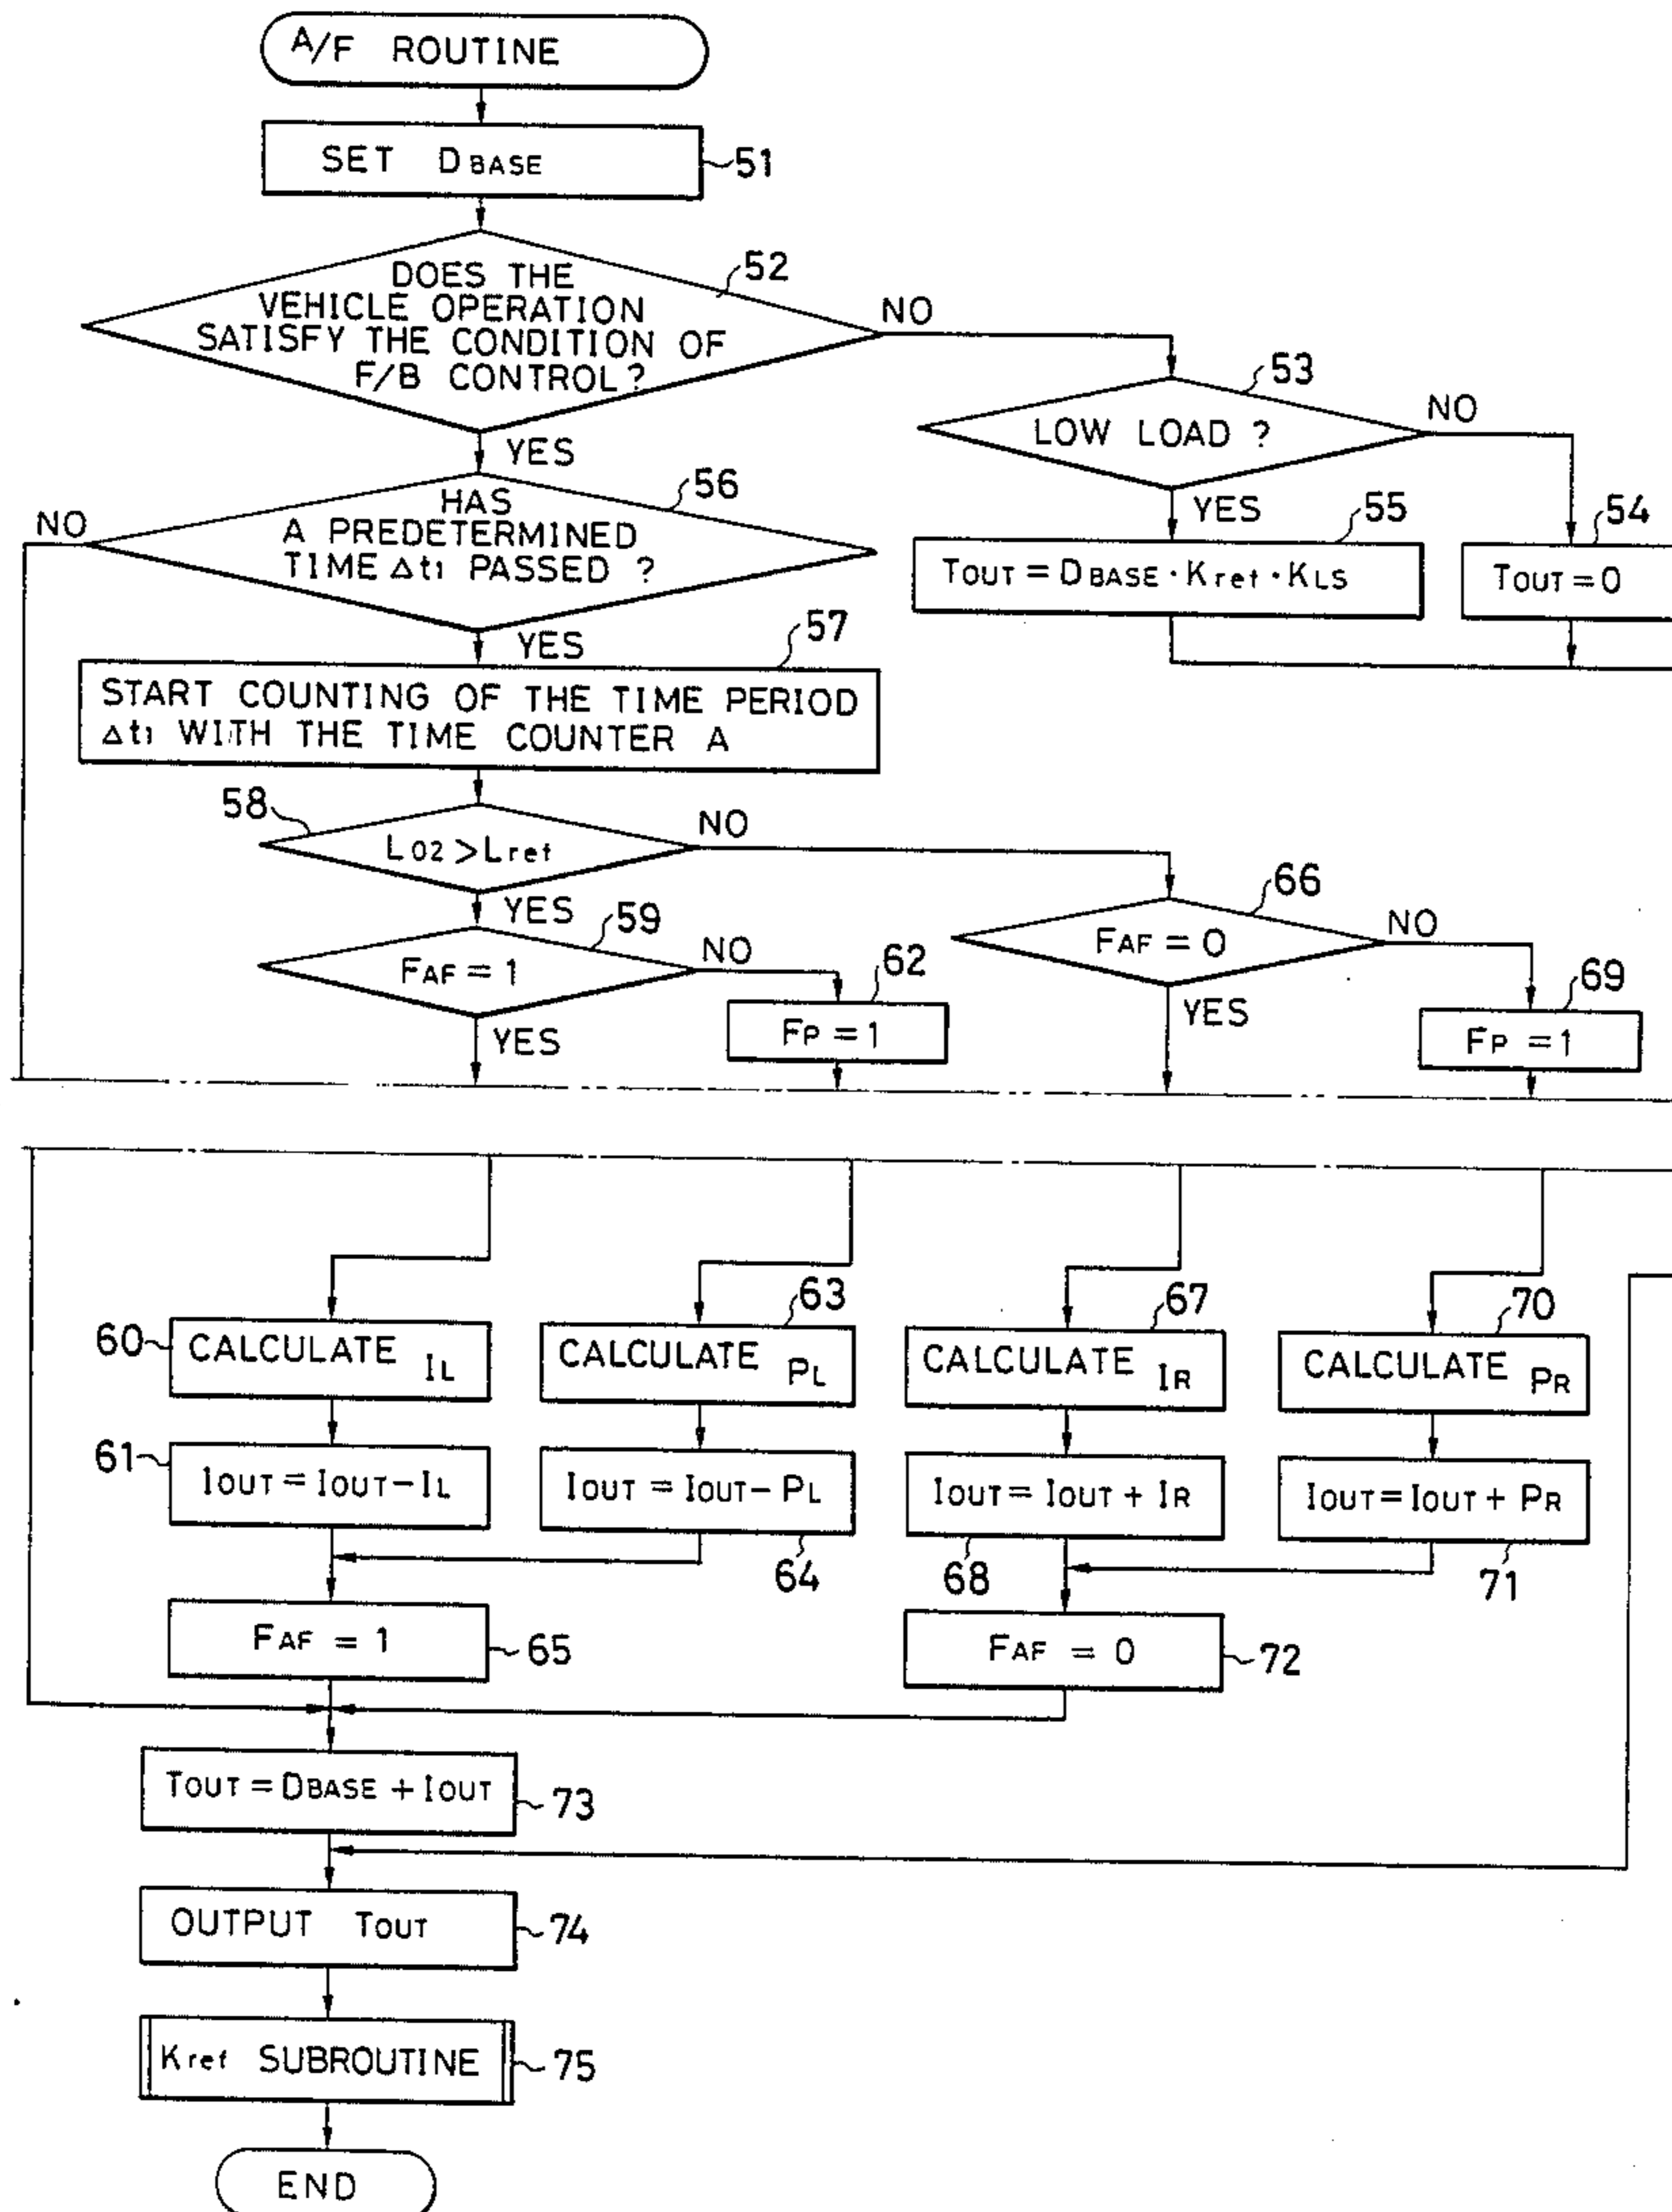 A/F ROUTINE
SET DBASE
51
DOES THE
VEHICLE OPERATION
SATISFY THE CONDITION OF
F/B CONTROL?
52
NO
YES
LOW LOAD ?
53
NO
YES
HAS
A PREDETERMINED
TIME Δt1 PASSED ?
56
NO
YES
55
TOUT = DBASE · Kref · KLS
54
TOUT = 0
57
START COUNTING OF THE TIME PERIOD
Δt1 WITH THE TIME COUNTER A
58
LO2 > Lref
NO
YES
59
FAF = 1
NO
YES
62
FP = 1
66
FAF = 0
NO
YES
69
FP = 1
60
CALCULATE IL
63
CALCULATE PL
67
CALCULATE IR
70
CALCULATE PR
61
IOUT = IOUT - IL
IOUT = IOUT - PL
64
IOUT = IOUT + IR
68
IOUT = IOUT + PR
71
FAF = 1
65
FAF = 0
72
TOUT = DBASE + IOUT
73
OUTPUT TOUT
74
Kref SUBROUTINE
75
END